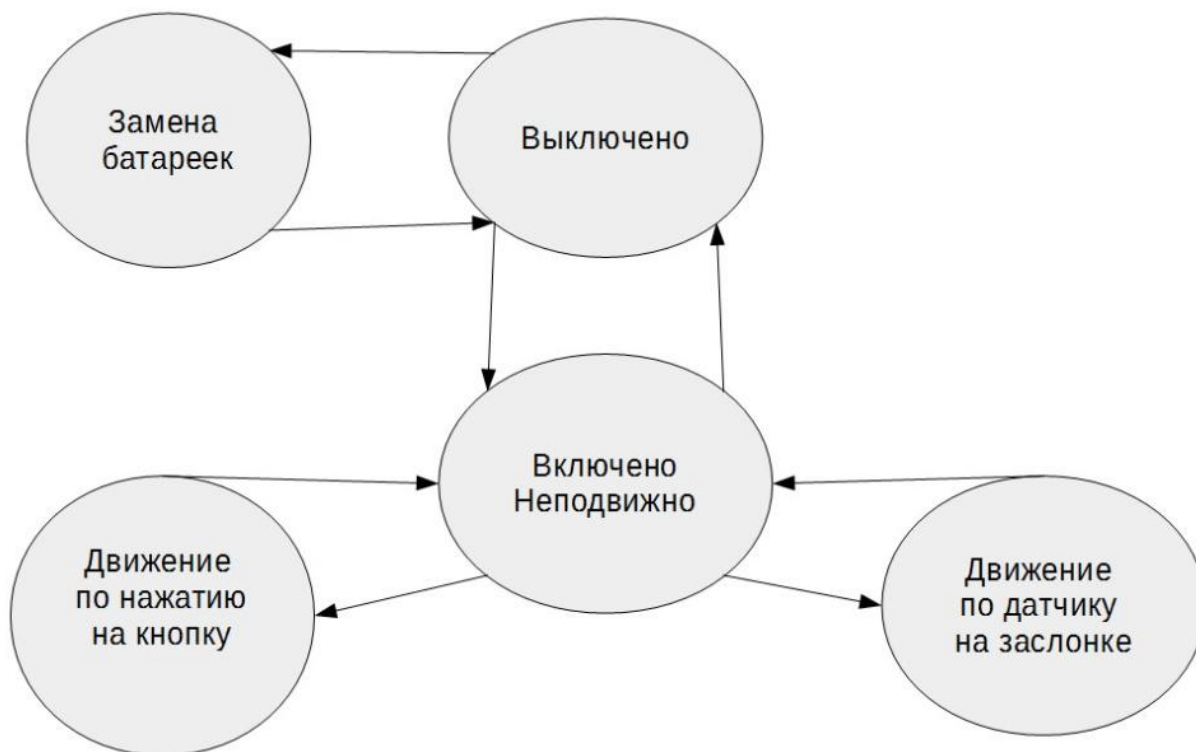 Замена
батареек
Выключено
Включено
Неподвижно
Движение
по нажатию
на кнопку
Движение
по датчику
на заслонке